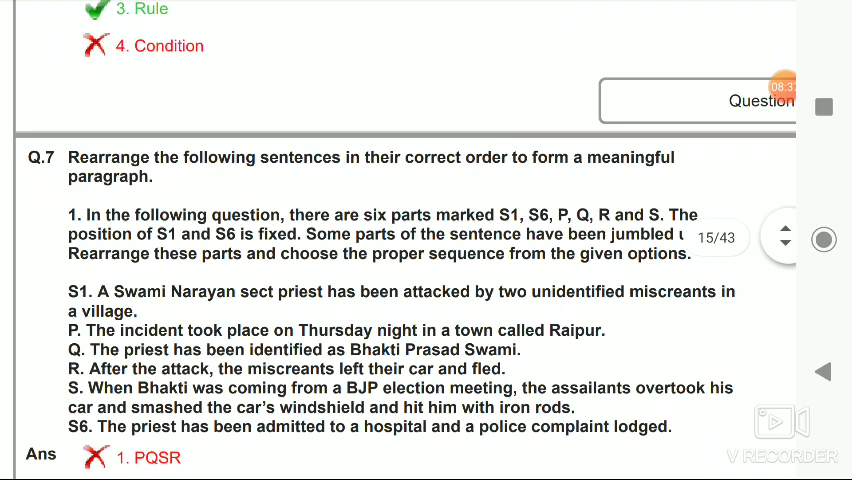 3. Rule
4. Condition
08:37
Question
Q.7 Rearrange the following sentences in their correct order to form a meaningful
paragraph.
1. In the following question, there are six parts marked S1, S6, P, Q, R and S. The
position of S1 and S6 is fixed. Some parts of the sentence have been jumbled
15/43
Rearrange these parts and choose the proper sequence from the given options.
S1. A Swami Narayan sect priest has been attacked by two unidentified miscreants in
a village.
P. The incident took place on Thursday night in a town called Raipur.
Q. The priest has been identified as Bhakti Prasad Swami.
R. After the attack, the miscreants left their car and fled.
S. When Bhakti was coming from a BJP election meeting, the assailants overtook his
car and smashed the car's windshield and hit him with iron rods.
S6. The priest has been admitted to a hospital and a police complaint lodged.
Ans 1. PQSR
V RECORDER